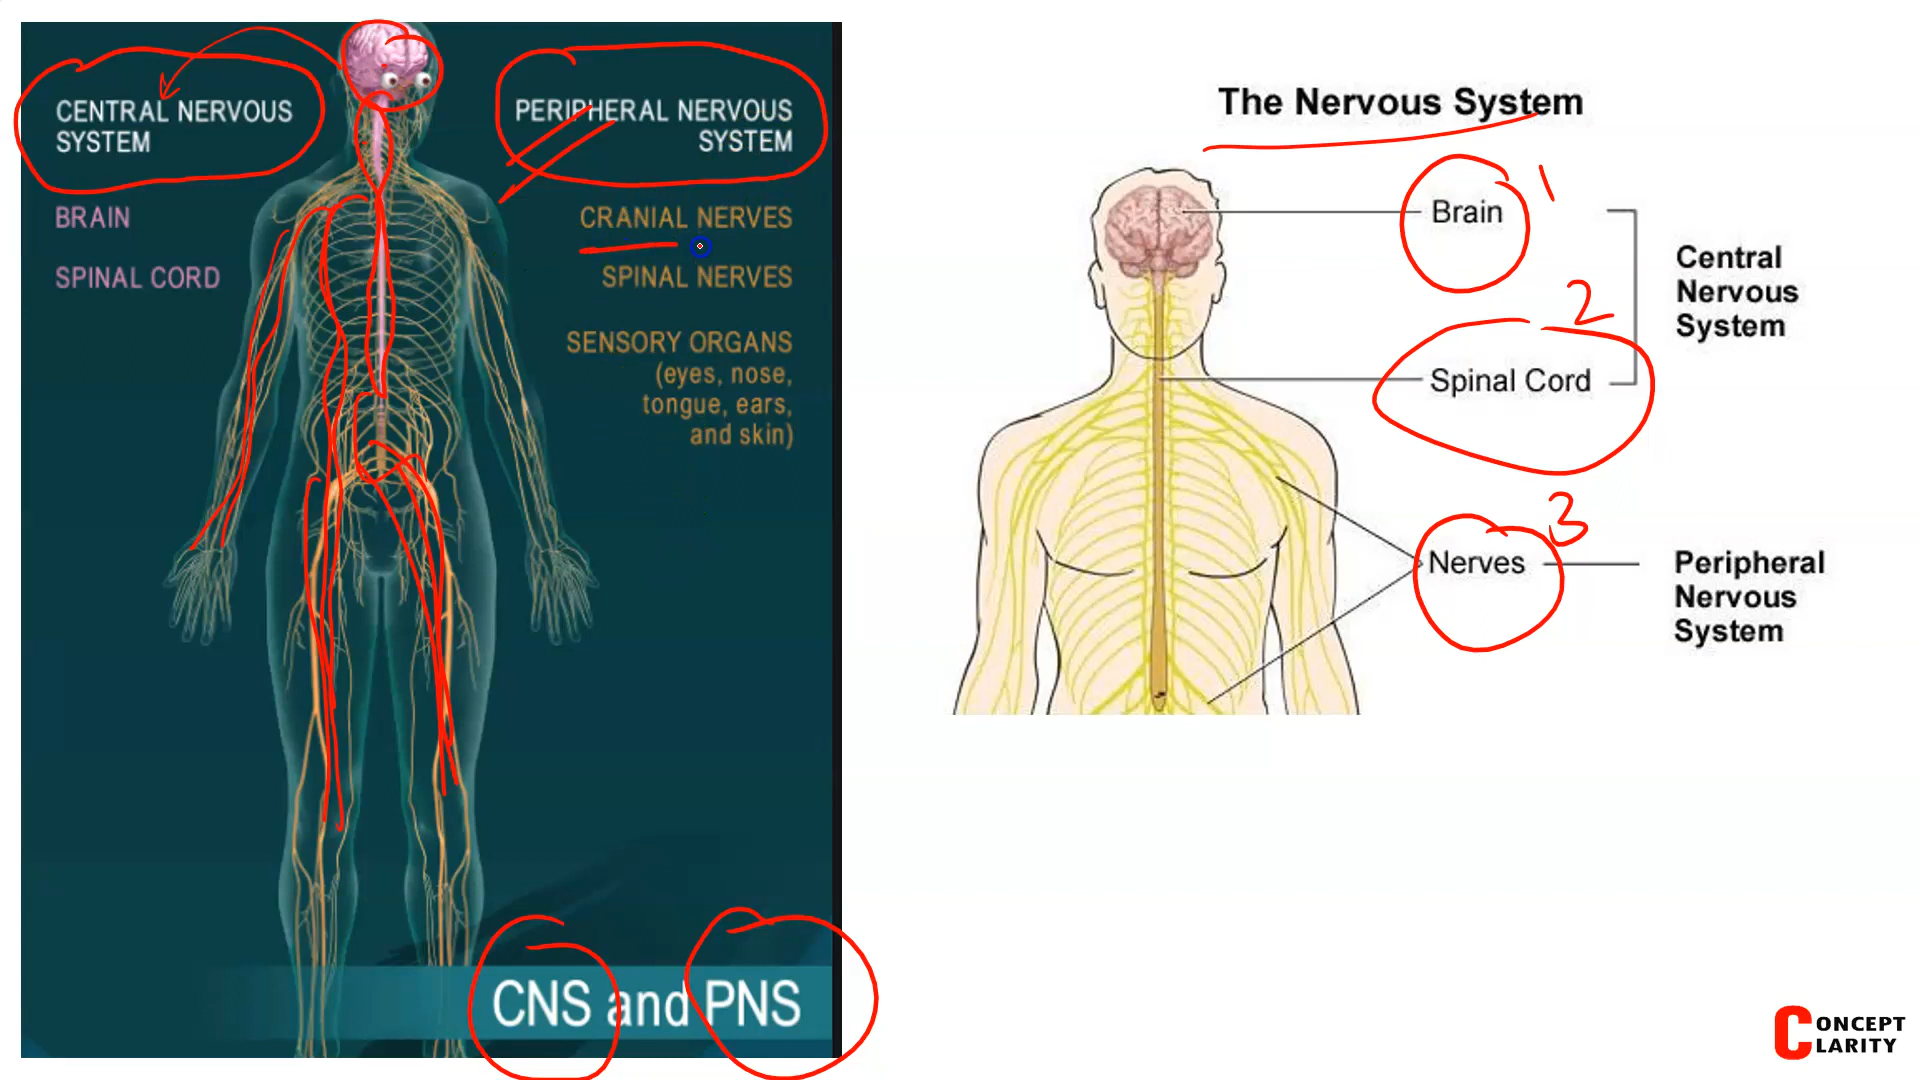 CENTRAL NERVOUS
SYSTEM
BRAIN
SPINAL CORD
PERIPHERAL NERVOUS
SYSTEM
CRANIAL NERVES
SPINAL NERVES
SENSORY ORGANS
(eyes, nose,
tongue, ears,
and skin)
CNS and PNS
The Nervous System
Brain
1
Spinal Cord
2
Central
Nervous
System
Nerves
3
Peripheral
Nervous
System
CONCEPT
CLARITY